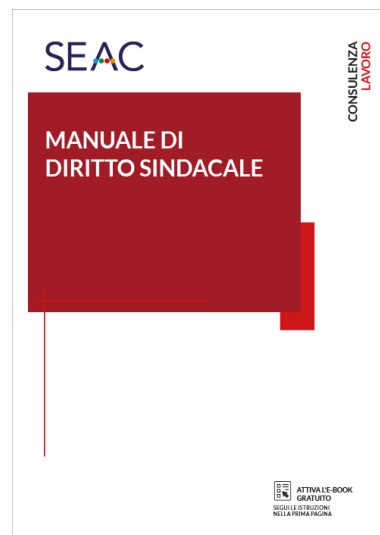 SEAC
CONSULENZA
LAVORO
MANUALE DI
DIRITTO SINDACALE
ATTIVA L'E-BOOK
GRATUITO
SEGUI LE ISTRUZIONI
NELLA PRIMA PAGINA